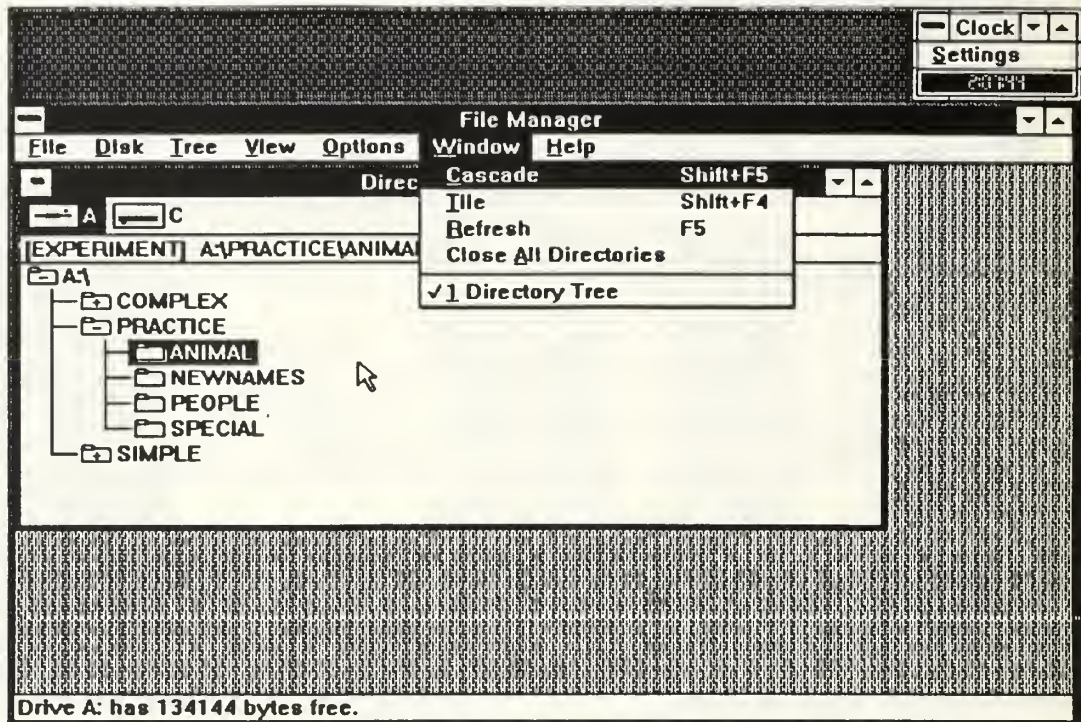 Clock
Settings
File Manager
File Disk Tree View Options Window Help
Direc
Cascade Shift+F5
Tile Shift+F4
Refresh F5
Close All Directories
✓1 Directory Tree
A C
[EXPERIMENT] A:\PRACTICE\ANIMAL
A:\
COMPLEX
PRACTICE
ANIMAL
NEWNAMES
PEOPLE
SPECIAL
SIMPLE
Drive A: has 134144 bytes free.